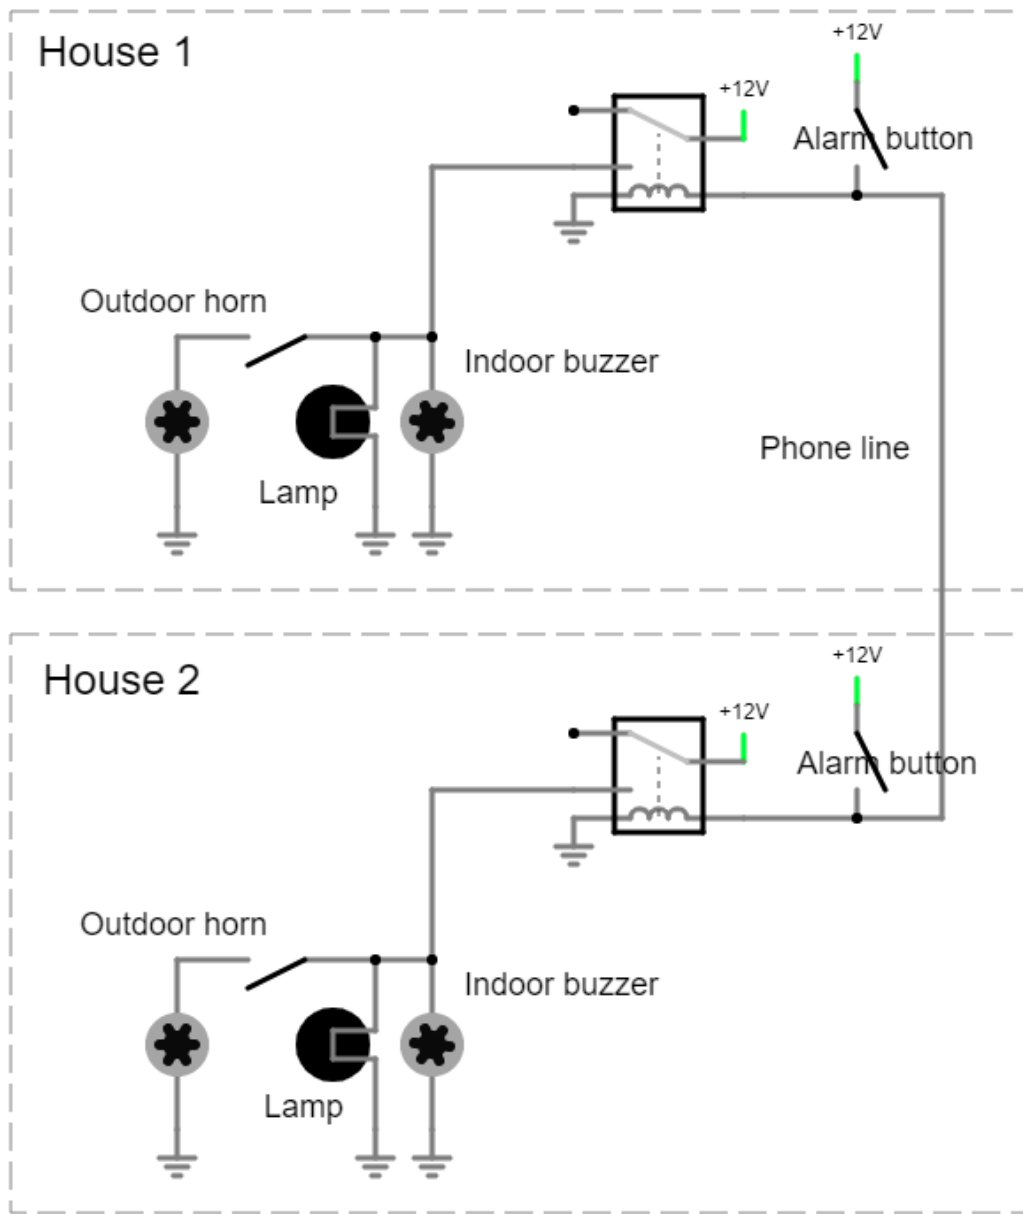 House 1
+12V
+12V
Alarm button
Outdoor horn
Indoor buzzer
Phone line
Lamp
House 2
+12V
+12V
Alarm button
Outdoor horn
Indoor buzzer
Lamp